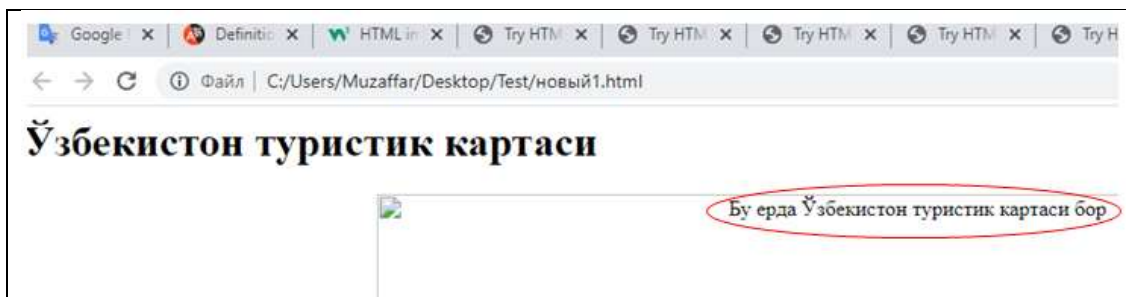 Google
Definitio
HTML in
Try HTM
Try HTM
Try HTM
Try HTM
Try H
Файл | C:/Users/Muzaffar/Desktop/Test/новый1.html
Ўзбекистон туристик картаси
Бу ерда Ўзбекистон туристик картаси бор